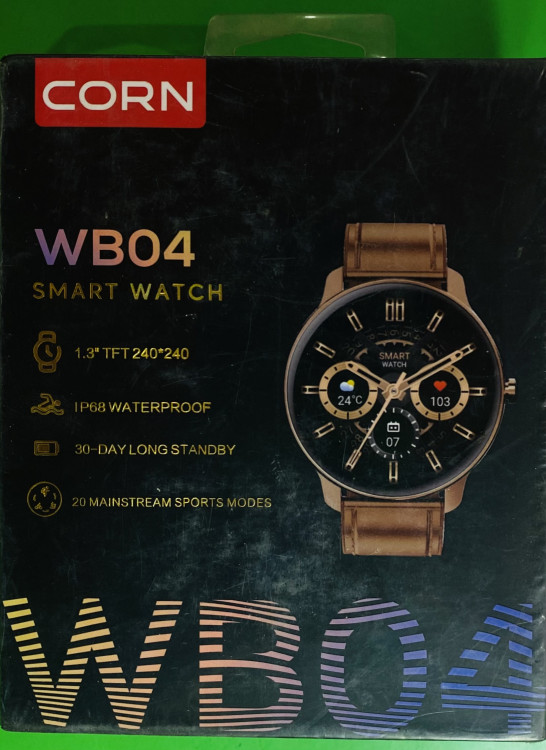 CORN
WB04
SMART WATCH
1.3" TFT 240*240
IP68 WATERPROOF
30-DAY LONG STANDBY
20 MAINSTREAM SPORTS MODES
SMART
WATCH
24°C
103
07
WB04